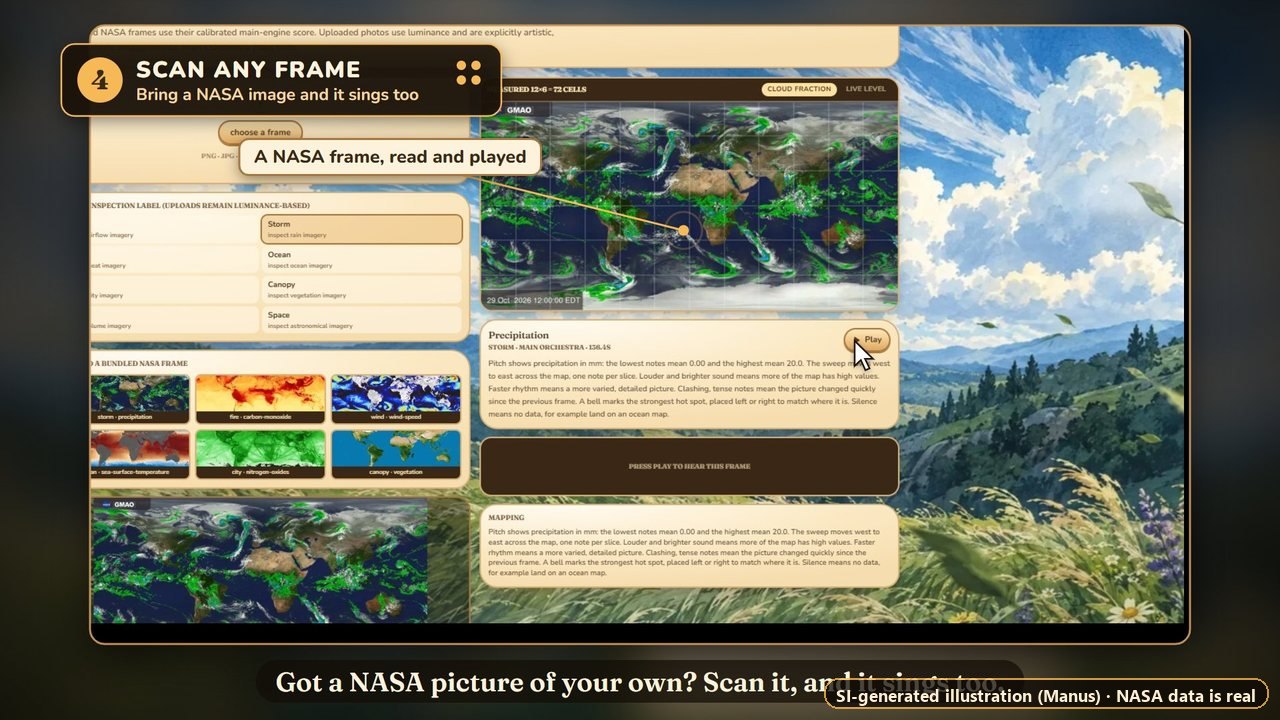 d NASA frames use their calibrated main-engine score. Uploaded photos use luminance and are explicitly artistic,
4
SCAN ANY FRAME
Bring a NASA image and it sings too
ASURED 12×6 = 72 CELLS
CLOUD FRACTION
LIVE LEVEL
GMAO
choose a frame
PNG · JPG ·
A NASA frame, read and played
NSPECTION LABEL (UPLOADS REMAIN LUMINANCE-BASED)
Storm
irflow imagery
inspect rain imagery
Ocean
eat imagery
inspect ocean imagery
Canopy
ity imagery
inspect vegetation imagery
Space
lume imagery
inspect astronomical imagery
29 Oct 2026 12:00:00 EDT
Precipitation
Play
STORM · MAIN ORCHESTRA · 136.4S
Pitch shows precipitation in mm: the lowest notes mean 0.00 and the highest mean 20.0. The sweep m west
to east across the map, one note per slice. Louder and brighter sound means more of the map has high values.
Faster rhythm means a more varied, detailed picture. Clashing, tense notes mean the picture changed quickly
since the previous frame. A bell marks the strongest hot spot, placed left or right to match where it is. Silence
means no data, for example land on an ocean map.
D A BUNDLED NASA FRAME
storm · precipitation
fire · carbon-monoxide
wind · wind-speed
an · sea-surface-temperature
city · nitrogen-oxides
canopy · vegetation
PRESS PLAY TO HEAR THIS FRAME
GMAO
MAPPING
Pitch shows precipitation in mm: the lowest notes mean 0.00 and the highest mean 20.0. The sweep moves west to
east across the map, one note per slice. Louder and brighter sound means more of the map has high values. Faster
rhythm means a more varied, detailed picture. Clashing, tense notes mean the picture changed quickly since the
previous frame. A bell marks the strongest hot spot, placed left or right to match where it is. Silence means no data,
for example land on an ocean map.
Got a NASA picture of your own? Scan it, and it sings too.
SI-generated illustration (Manus) · NASA data is real